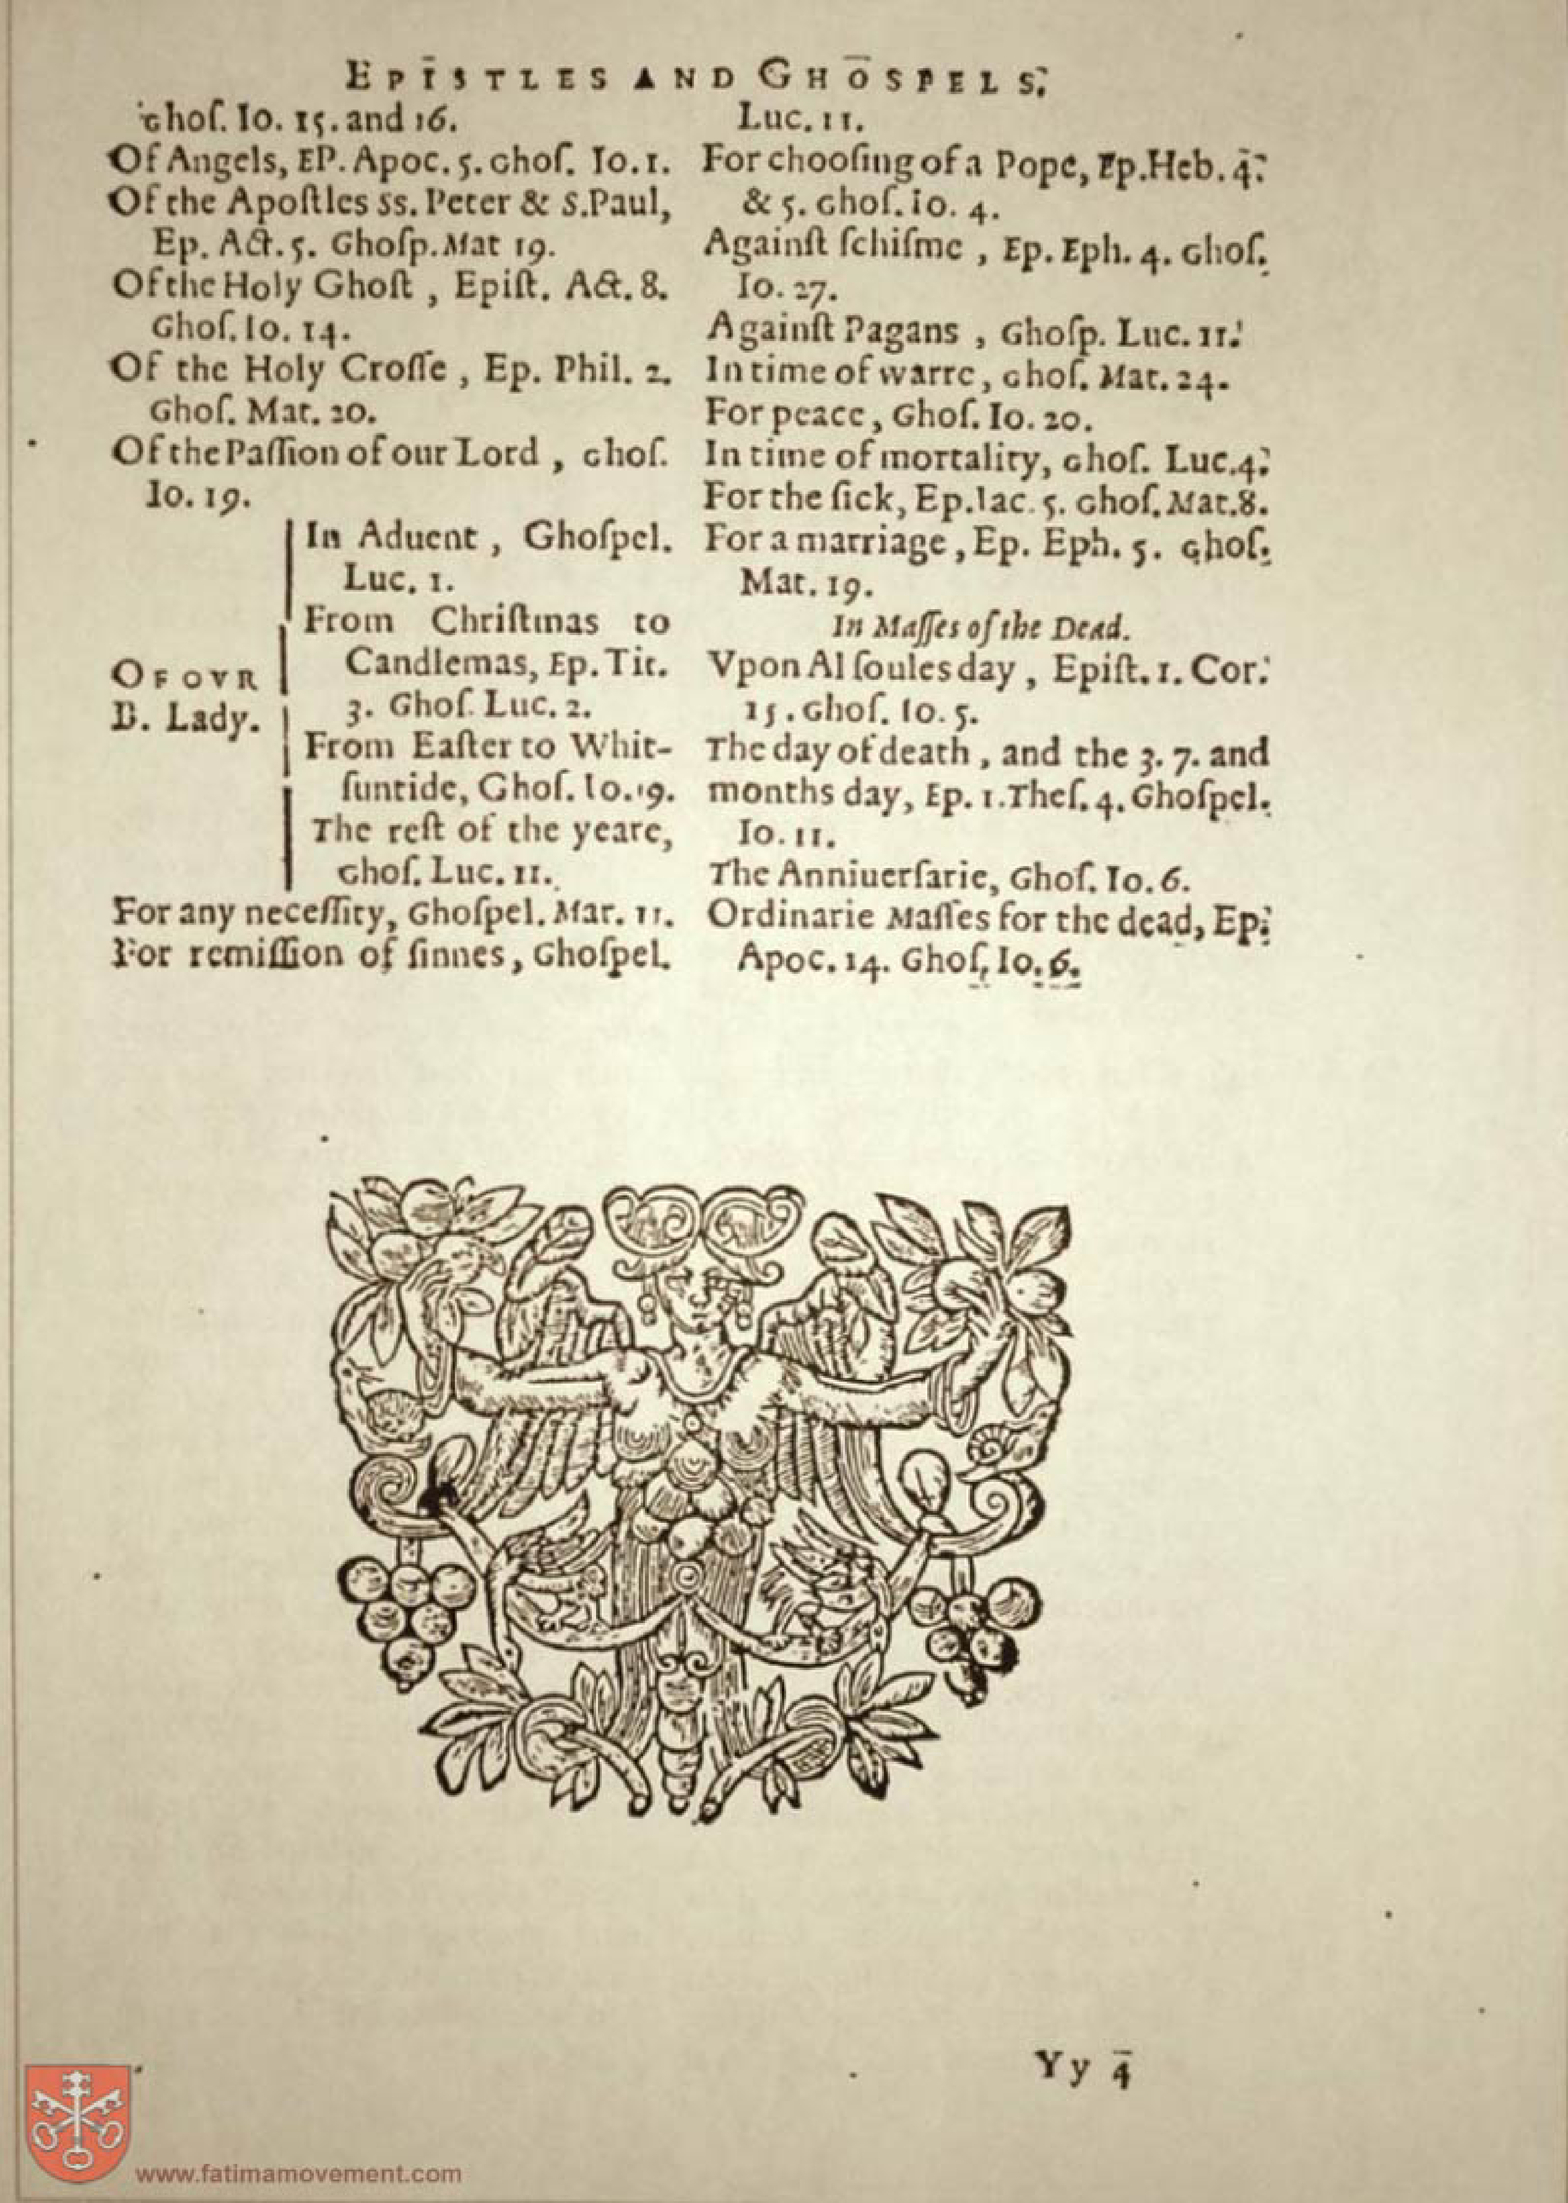 EPISTLES AND GHOSPELS.
Ghoſ. Io. 15. and 16.
Of Angels, EP. Apoc. 5. Ghoſ. Io. 1.
Of the Apoſtles SS. Peter & S. Paul,
Ep. Act. 5. Ghoſp. Mat 19.
Of the Holy Ghoſt, Epiſt. Act. 8.
Ghoſ. Io. 14.
Of the Holy Croſſe, Ep. Phil. 2.
Ghoſ. Mat. 20.
Of the Paſſion of our Lord, Ghoſ.
Io. 19.
OF OVR
B. Lady.
In Aduent, Ghoſpel.
Luc. 1.
From Chriſtmas to
Candlemas, Ep. Tit.
3. Ghoſ. Luc. 2.
From Eaſter to Whit-
ſuntide, Ghoſ. Io. 19.
The reſt of the yeare,
Ghoſ. Luc. 11.
For any neceſſity, Ghoſpel. Mar. 11.
For remiſſion of ſinnes, Ghoſpel.
Luc. 11.
For chooſing of a Pope, Ep. Heb. 4.
& 5. Ghoſ. Io. 4.
Againſt ſchiſme, Ep. Eph. 4. Ghoſ.
Io. 27.
Againſt Pagans, Ghoſp. Luc. 11.
In time of warre, Ghoſ. Mat. 24.
For peace, Ghoſ. Io. 20.
In time of mortality, Ghoſ. Luc. 4.
For the ſick, Ep. Iac. 5. Ghoſ. Mat. 8.
For a marriage, Ep. Eph. 5. Ghoſ.
Mat. 19.
In Maſſes of the Dead.
Vpon Al ſoules day, Epiſt. 1. Cor.
15. Ghoſ. Io. 5.
The day of death, and the 3. 7. and
months day, Ep. 1. Theſ. 4. Ghoſpel.
Io. 11.
The Anniuerſarie, Ghoſ. Io. 6.
Ordinarie Maſſes for the dead, Ep.
Apoc. 14. Ghoſ, Io. 6.
Yy 4
www.fatimamovement.com